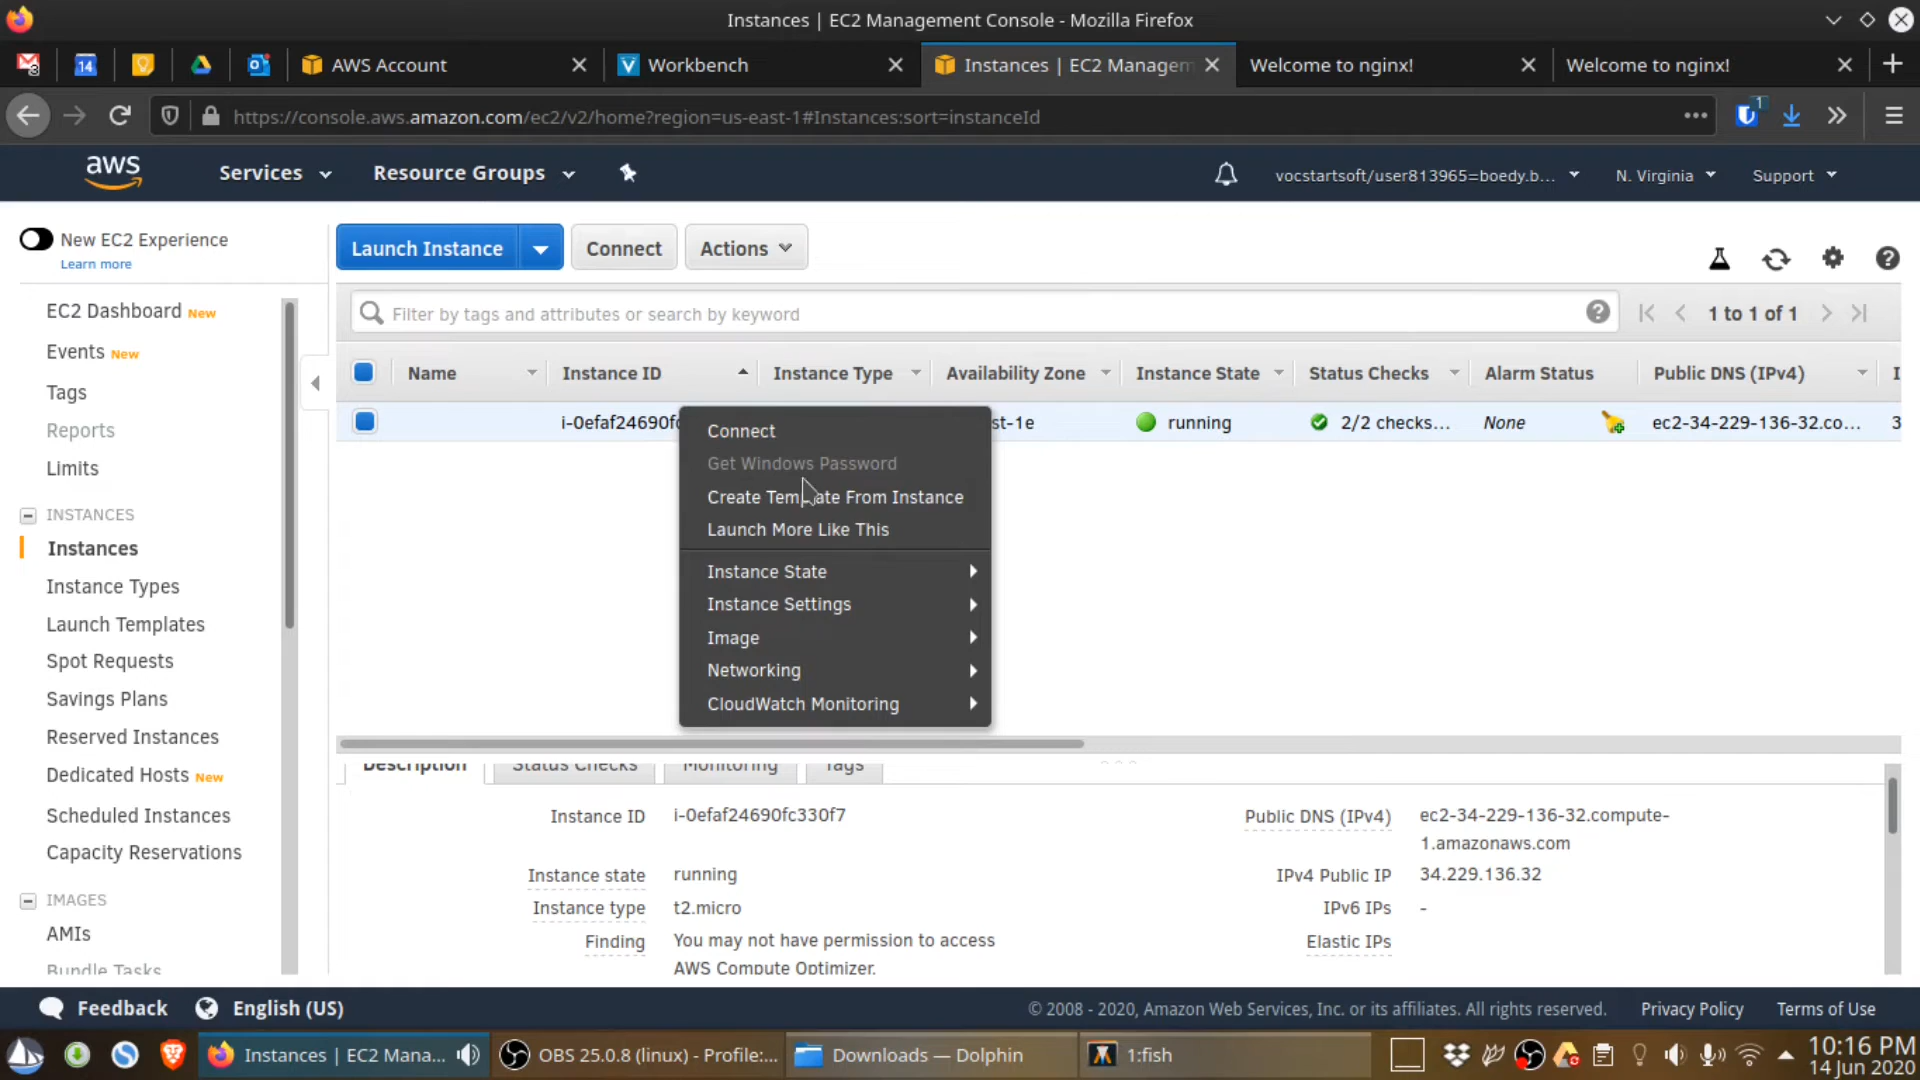 Instances | EC2 Management Console - Mozilla Firefox
3
14
AWS Account
Workbench
Instances | EC2 Managem
Welcome to nginx!
Welcome to nginx!
https://console.aws.amazon.com/ec2/v2/home?region=us-east-1#Instances:sort=instanceId
1
aws
Services
Resource Groups
vocstartsoft/user813965=boedy.b...
N. Virginia
Support
New EC2 Experience
Learn more
Launch Instance
Connect
Actions
EC2 Dashboard New
Events New
Tags
Reports
Limits
INSTANCES
Instances
Instance Types
Launch Templates
Spot Requests
Savings Plans
Reserved Instances
Dedicated Hosts New
Scheduled Instances
Capacity Reservations
IMAGES
AMIs
Bundle Tasks
Filter by tags and attributes or search by keyword
1 to 1 of 1
Name
Instance ID
Instance Type
Availability Zone
Instance State
Status Checks
Alarm Status
Public DNS (IPv4)
I
i-0efaf24690f
st-1e
running
2/2 checks...
None
ec2-34-229-136-32.co...
3
Connect
Get Windows Password
Create Template From Instance
Launch More Like This
Instance State
Instance Settings
Image
Networking
CloudWatch Monitoring
Description
Status Checks
Monitoring
Tags
Instance ID
i-0efaf24690fc330f7
Public DNS (IPv4)
ec2-34-229-136-32.compute-
1.amazonaws.com
Instance state
running
IPv4 Public IP
34.229.136.32
Instance type
t2.micro
IPv6 IPs
-
Finding
You may not have permission to access
AWS Compute Optimizer.
Elastic IPs
Feedback
English (US)
© 2008 - 2020, Amazon Web Services, Inc. or its affiliates. All rights reserved.
Privacy Policy
Terms of Use
Instances | EC2 Mana...
OBS 25.0.8 (linux) - Profile:...
Downloads — Dolphin
1:fish
10:16 PM
14 Jun 2020